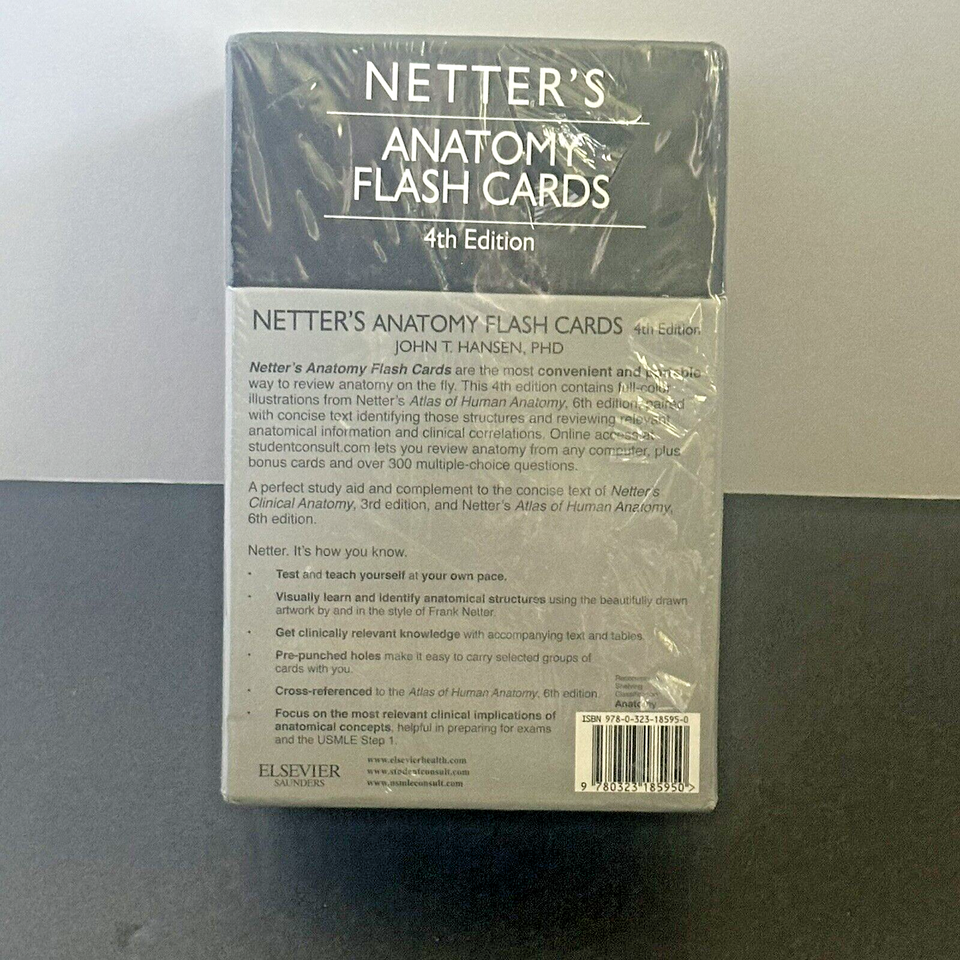 NETTER'S
ANATOMY
FLASH CARDS
4th Edition
NETTER'S ANATOMY FLASH CARDS 4th Edition
JOHN T. HANSEN, PHD
Netter's Anatomy Flash Cards are the most convenient and portable
way to review anatomy on the fly. This 4th edition contains full-color
illustrations from Netter's Atlas of Human Anatomy, 6th edition, paired
with concise text identifying those structures and reviewing relevant
anatomical information and clinical correlations. Online access at
studentconsult.com lets you review anatomy from any computer, plus
bonus cards and over 300 multiple-choice questions.
A perfect study aid and complement to the concise text of Netter's
Clinical Anatomy, 3rd edition, and Netter's Atlas of Human Anatomy,
6th edition.
Netter. It's how you know.
• Test and teach yourself at your own pace.
• Visually learn and identify anatomical structures using the beautifully drawn
artwork by and in the style of Frank Netter.
• Get clinically relevant knowledge with accompanying text and tables.
• Pre-punched holes make it easy to carry selected groups of
cards with you.
• Cross-referenced to the Atlas of Human Anatomy, 6th edition.
• Focus on the most relevant clinical implications of
anatomical concepts, helpful in preparing for exams
and the USMLE Step 1.
Recommended
Shelving
Classification
Anatomy
ISBN 978-0-323-18595-0
9 780323 185950 >
ELSEVIER
SAUNDERS
www.elsevierhealth.com
www.studentconsult.com
www.usmleconsult.com